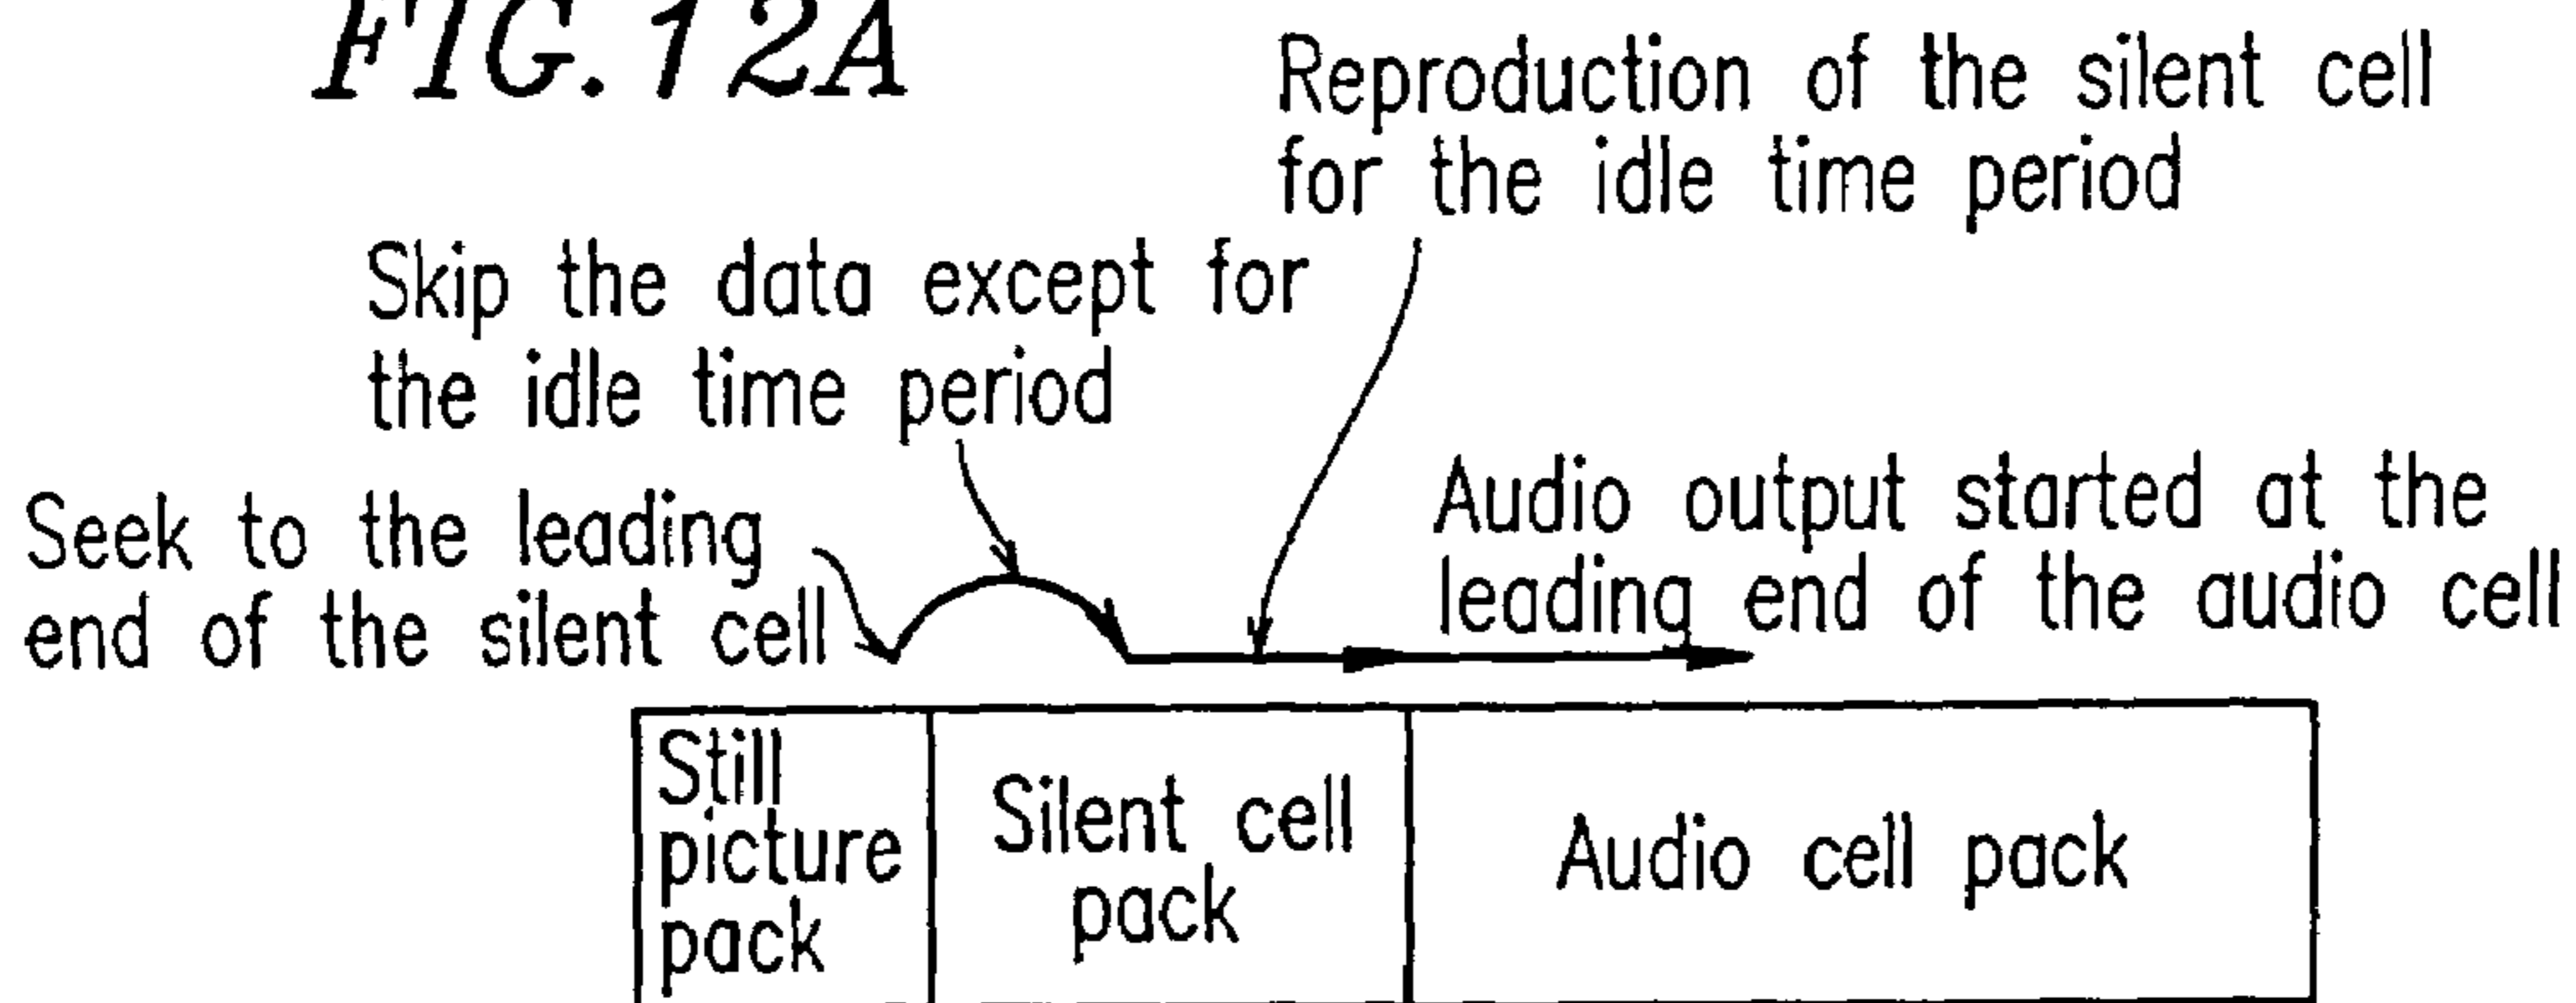 FIG.12A
Reproduction of the silent cell
for the idle time period
Skip the data except for
the idle time period
Seek to the leading
end of the silent cell
Audio output started at the
leading end of the audio cell
Still
picture
pack
Silent cell
pack
Audio cell pack